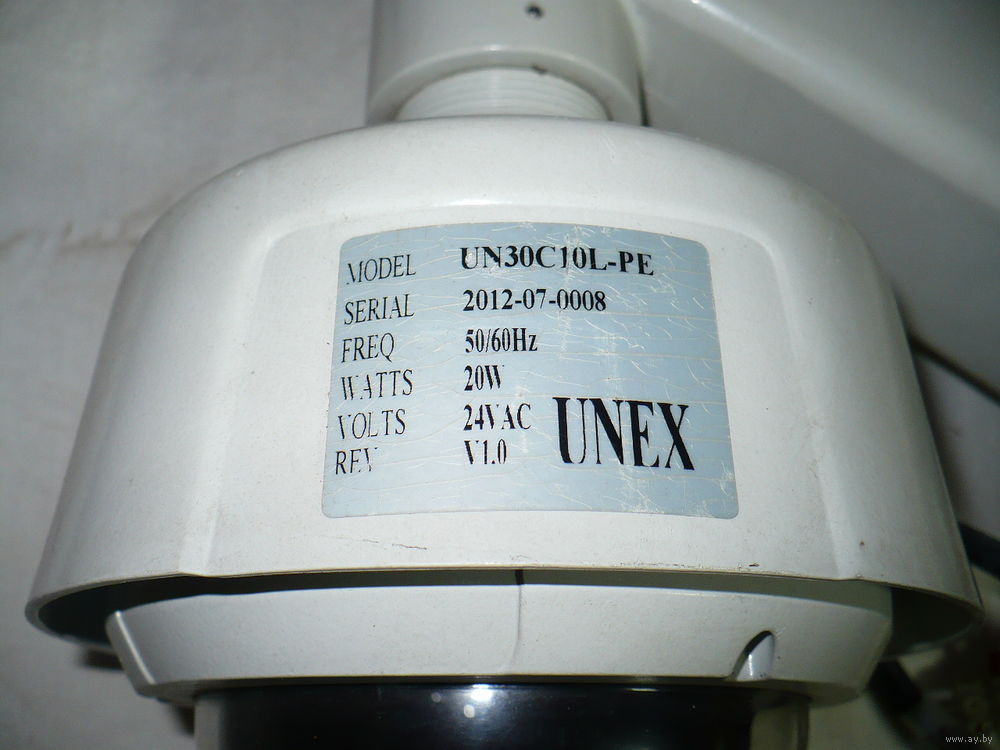 MODEL UN30C10L-PE
SERIAL 2012-07-0008
FREQ 50/60Hz
WATTS 20W
VOLTS 24VAC
REV V1.0
UNEX
www.ay.by